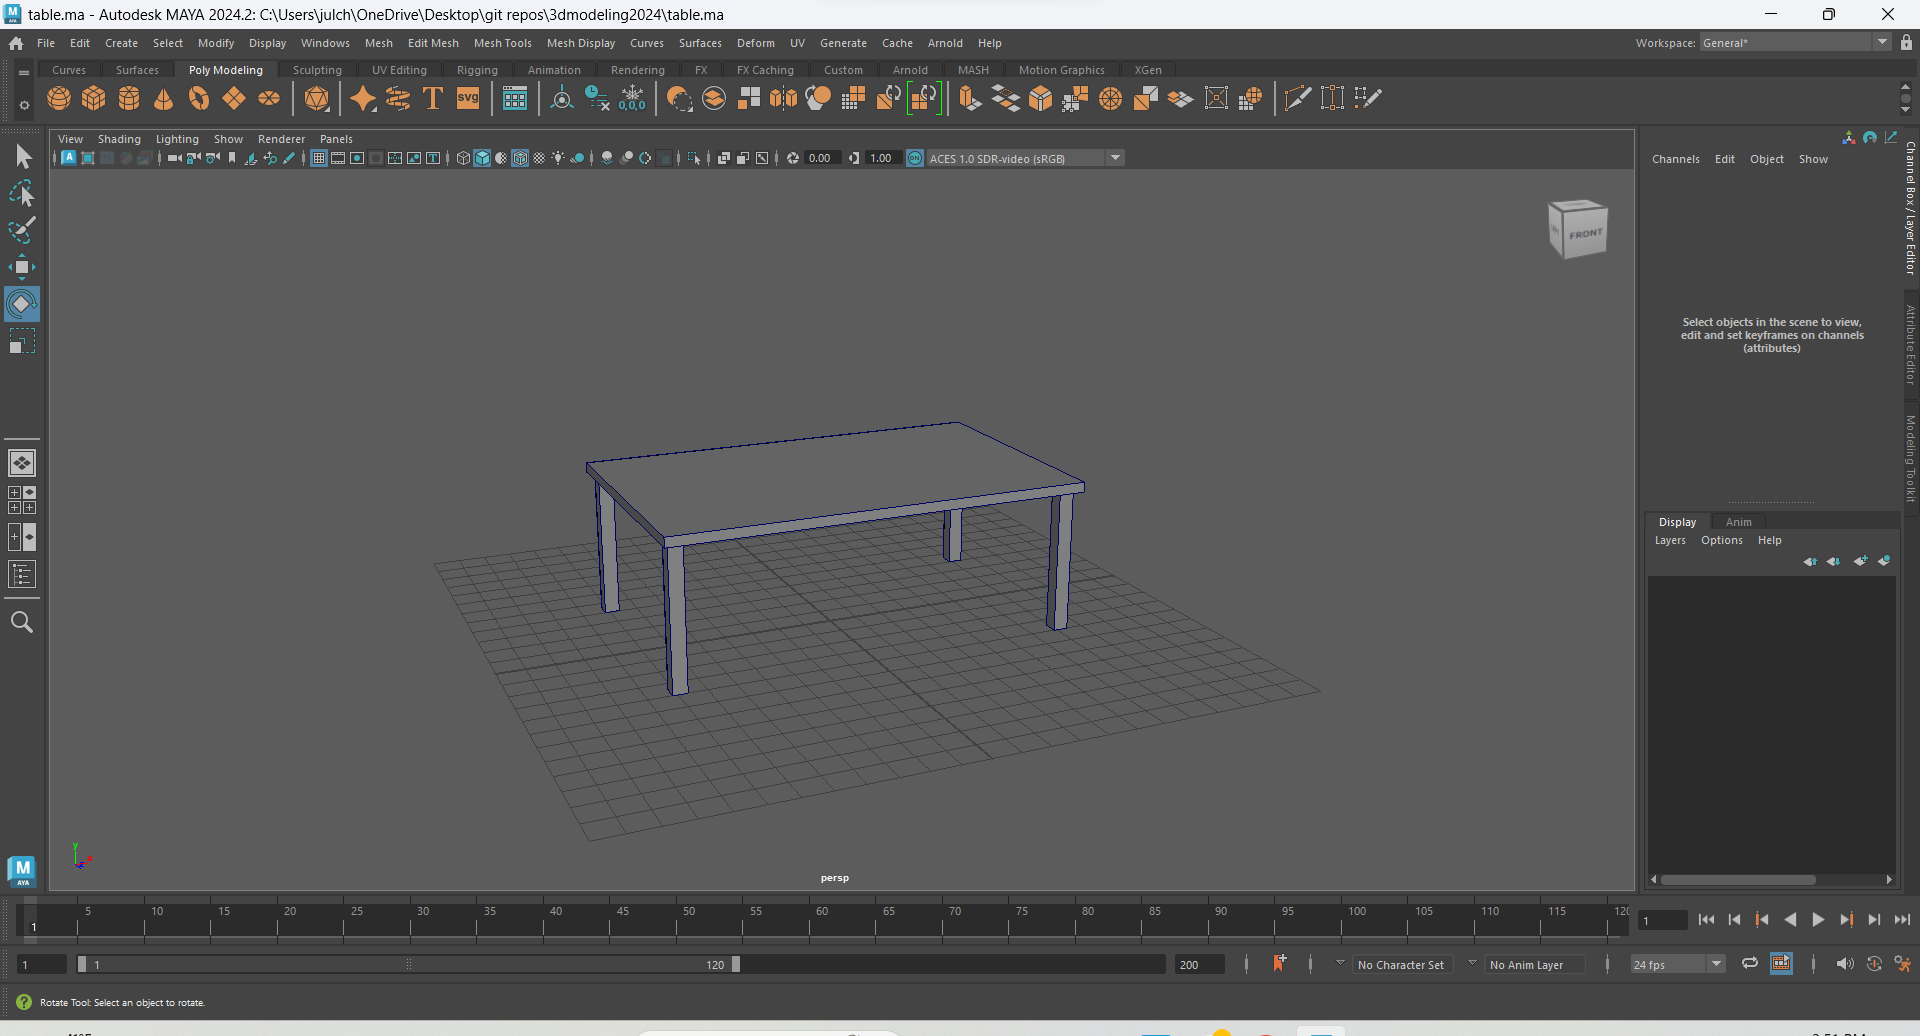 table.ma - Autodesk MAYA 2024.2: C:\Users\julch\OneDrive\Desktop\git repos\3dmodeling2024\table.ma
File Edit Create Select Modify Display Windows Mesh Edit Mesh Mesh Tools Mesh Display Curves Surfaces Deform UV Generate Cache Arnold Help
Workspace: General*
Curves Surfaces Poly Modeling Sculpting UV Editing Rigging Animation Rendering FX FX Caching Custom Arnold MASH Motion Graphics XGen
T svg 0,0,0
View Shading Lighting Show Renderer Panels
0.00 1.00 ON ACES 1.0 SDR-video (sRGB)
Channels Edit Object Show
Channel Box / Layer Editor
Attribute Editor
Modeling Toolkit
FRONT
Select objects in the scene to view,
edit and set keyframes on channels
(attributes)
Display Anim
Layers Options Help
y
x
z
persp
M
AYA
5 10 15 20 25 30 35 40 45 50 55 60 65 70 75 80 85 90 95 100 105 110 115 120
1
1
1 1 120 200 No Character Set No Anim Layer 24 fps
Rotate Tool: Select an object to rotate.